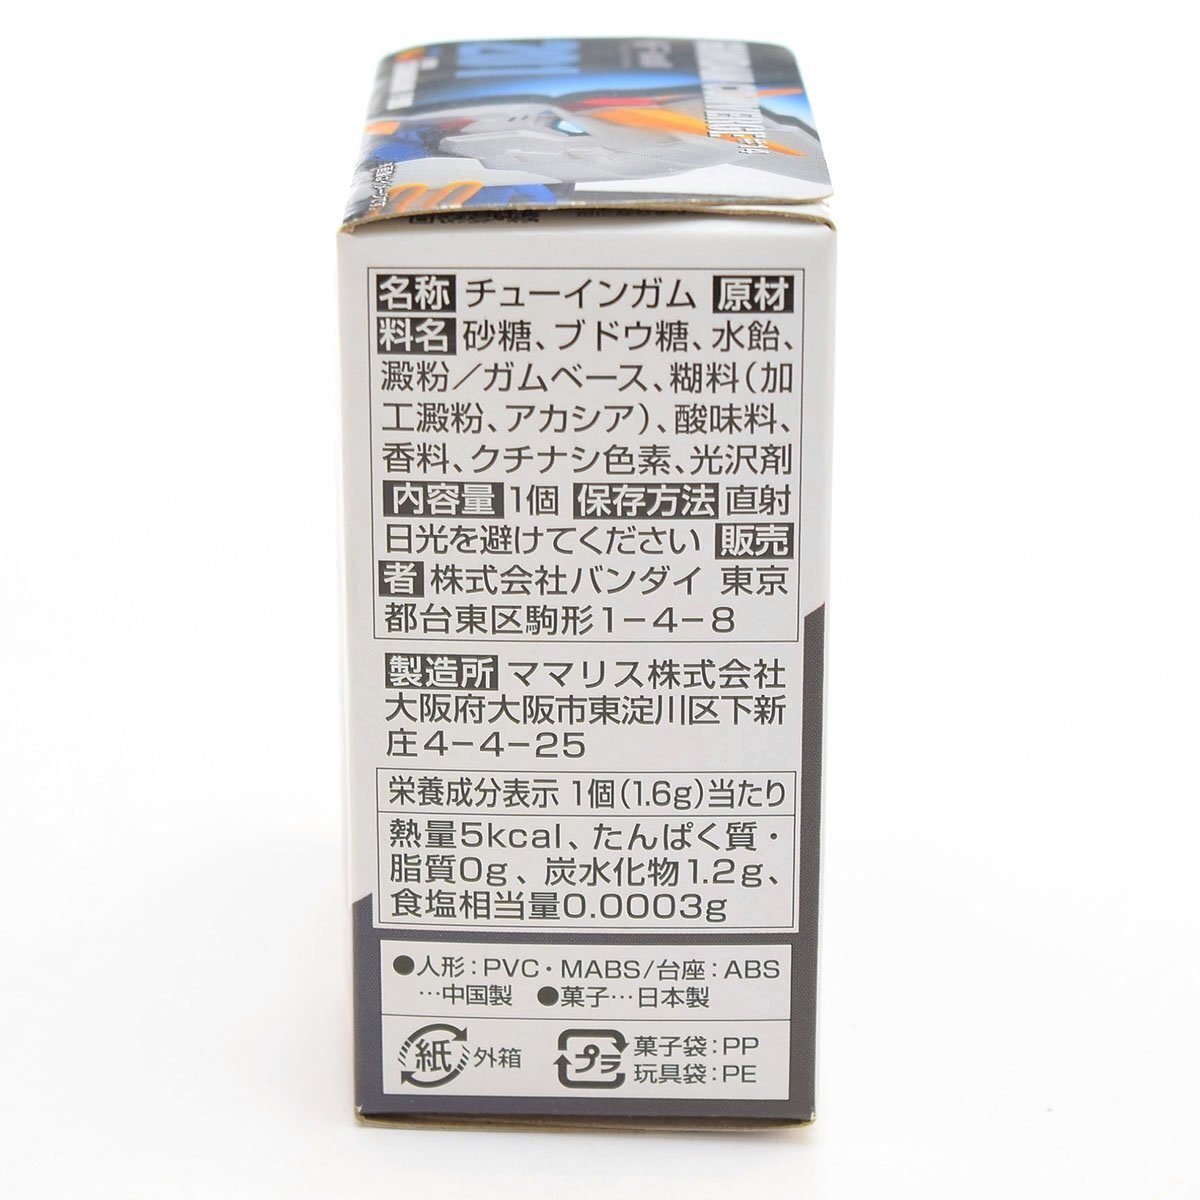 名称 チューインガム 原材
料名 砂糖、ブドウ糖、水飴、
澱粉／ガムベース、糊料(加
工澱粉、アカシア)、酸味料、
香料、クチナシ色素、光沢剤
内容量 1個 保存方法 直射
日光を避けてください 販売
者 株式会社バンダイ 東京
都台東区駒形1−4−8
製造所 ママリス株式会社
大阪府大阪市東淀川区下新
庄4−4−25
栄養成分表示 1個(1.6g)当たり
熱量5kcal、たんぱく質・
脂質0g、炭水化物1.2g、
食塩相当量0.0003g
●人形：PVC・MABS/台座：ABS
…中国製 ●菓子…日本製
紙 外箱
プラ 菓子袋：PP
玩具袋：PE